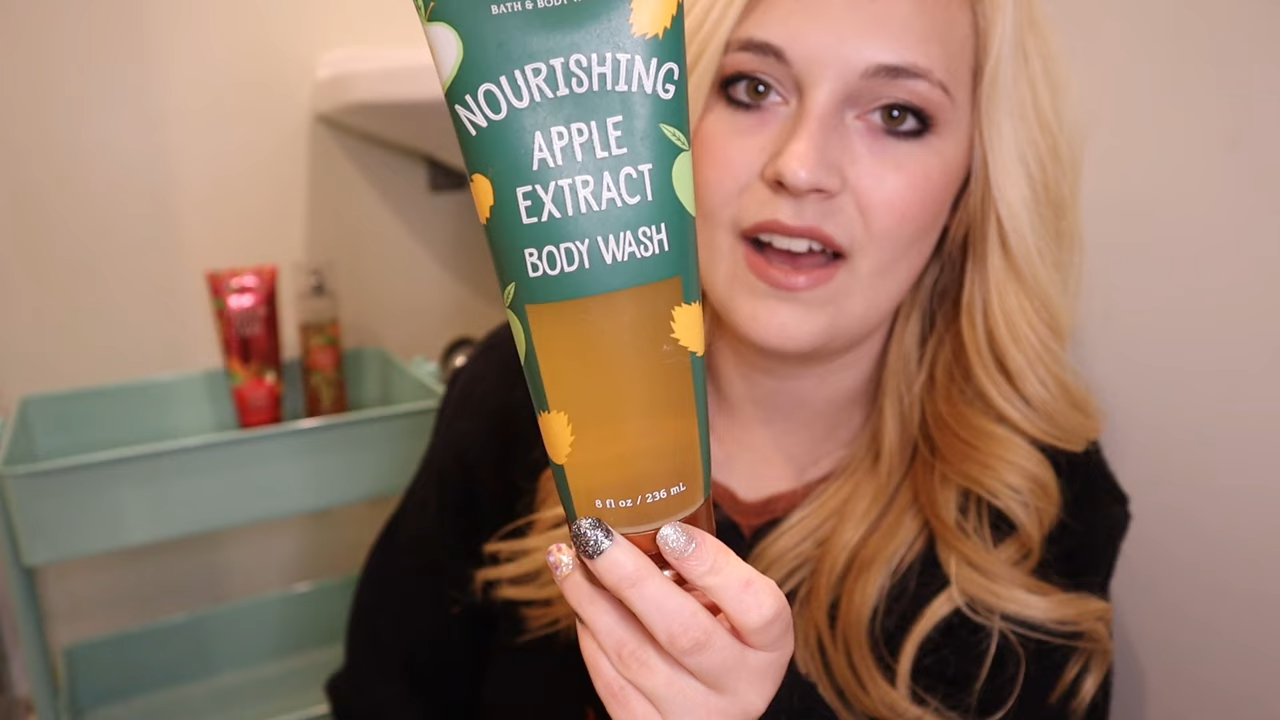 BATH & BODY
NOURISHING
APPLE
EXTRACT
BODY WASH
8 fl oz / 236 mL